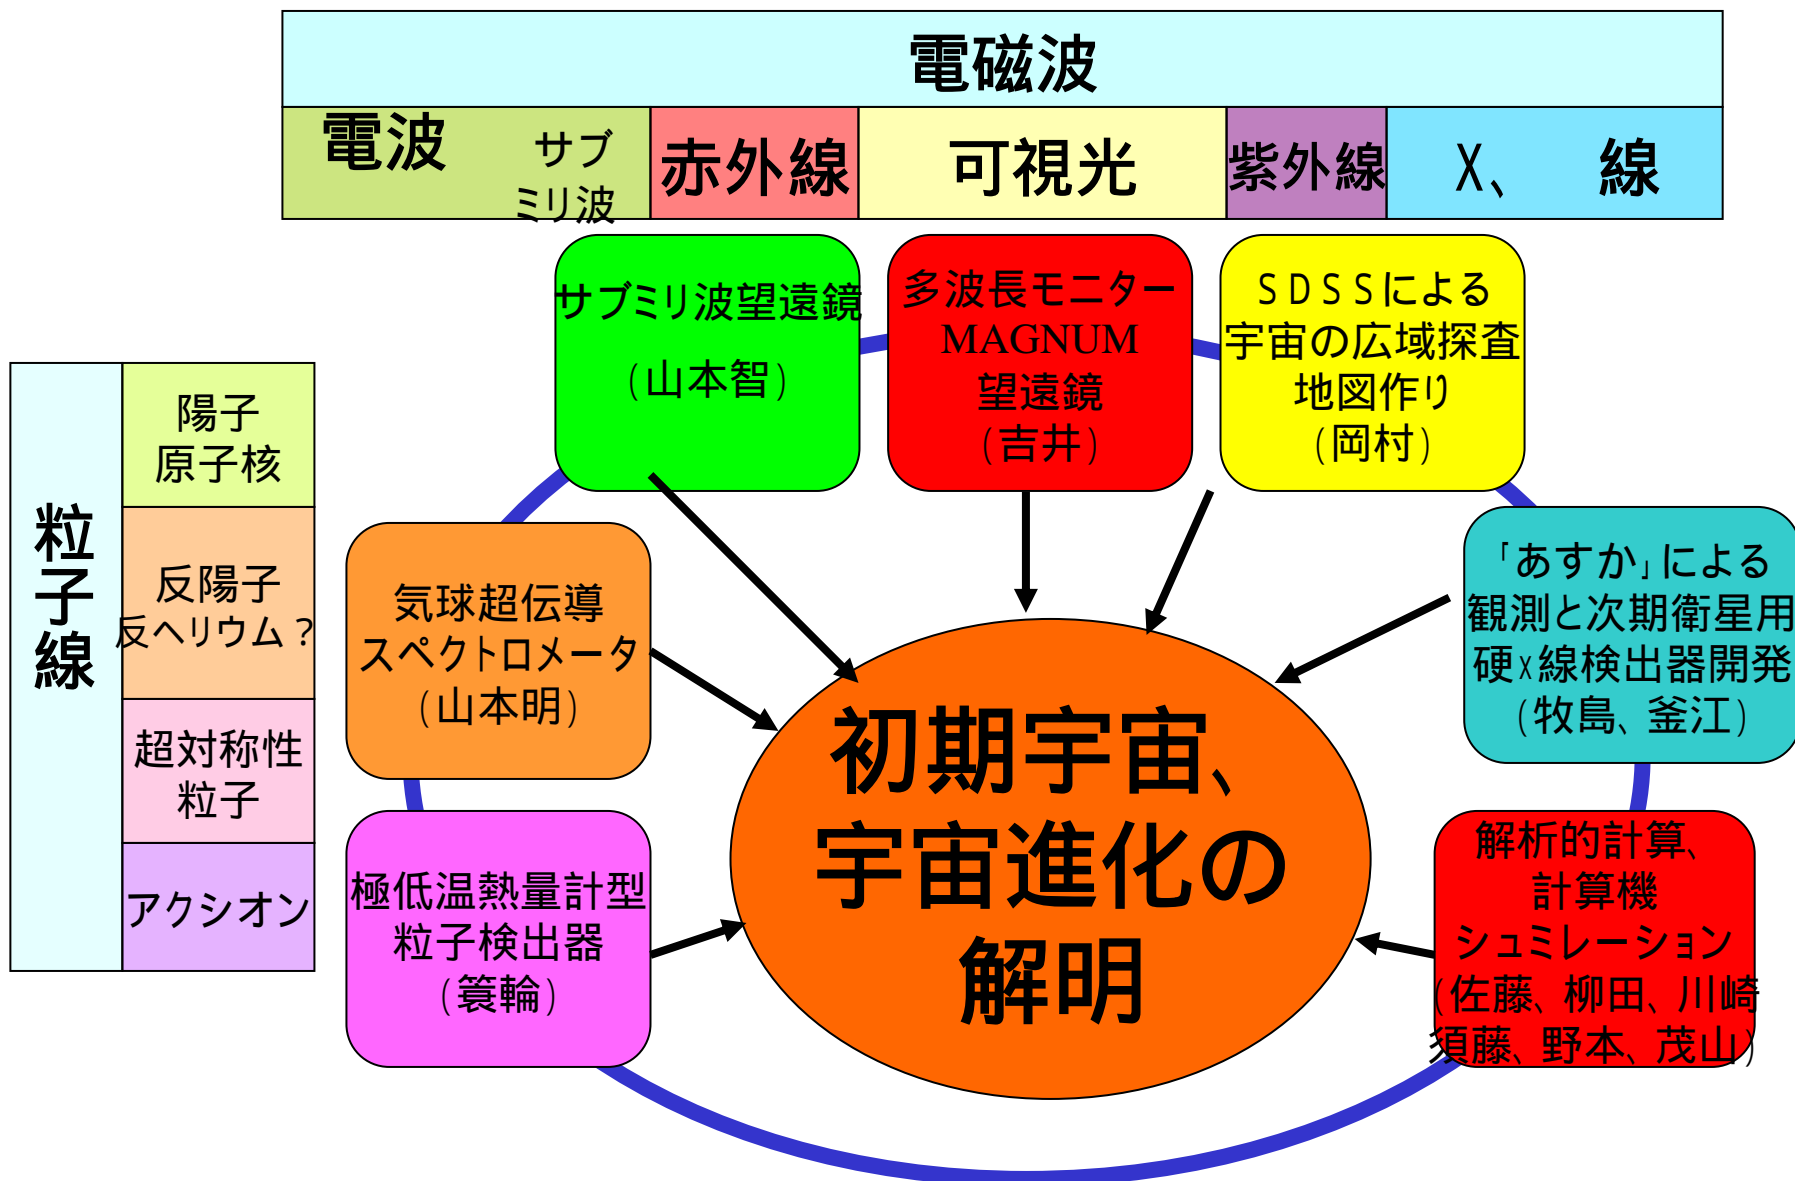 電磁波
電波
サブ
ミリ波
赤外線
可視光
紫外線
X、　線
サブミリ波望遠鏡
(山本智)
多波長モニター
MAGNUM
望遠鏡
(吉井)
ＳＤＳＳによる
宇宙の広域探査
地図作り
(岡村)
粒子線
陽子
原子核
反陽子
反ヘリウム？
超対称性
粒子
アクシオン
気球超伝導
スペクトロメータ
(山本明)
「あすか」による
観測と次期衛星用
硬X線検出器開発
(牧島、釜江)
極低温熱量計型
粒子検出器
(簑輪)
初期宇宙、
宇宙進化の
解明
解析的計算、
計算機
シュミレーション
(佐藤、柳田、川崎
須藤、野本、茂山)